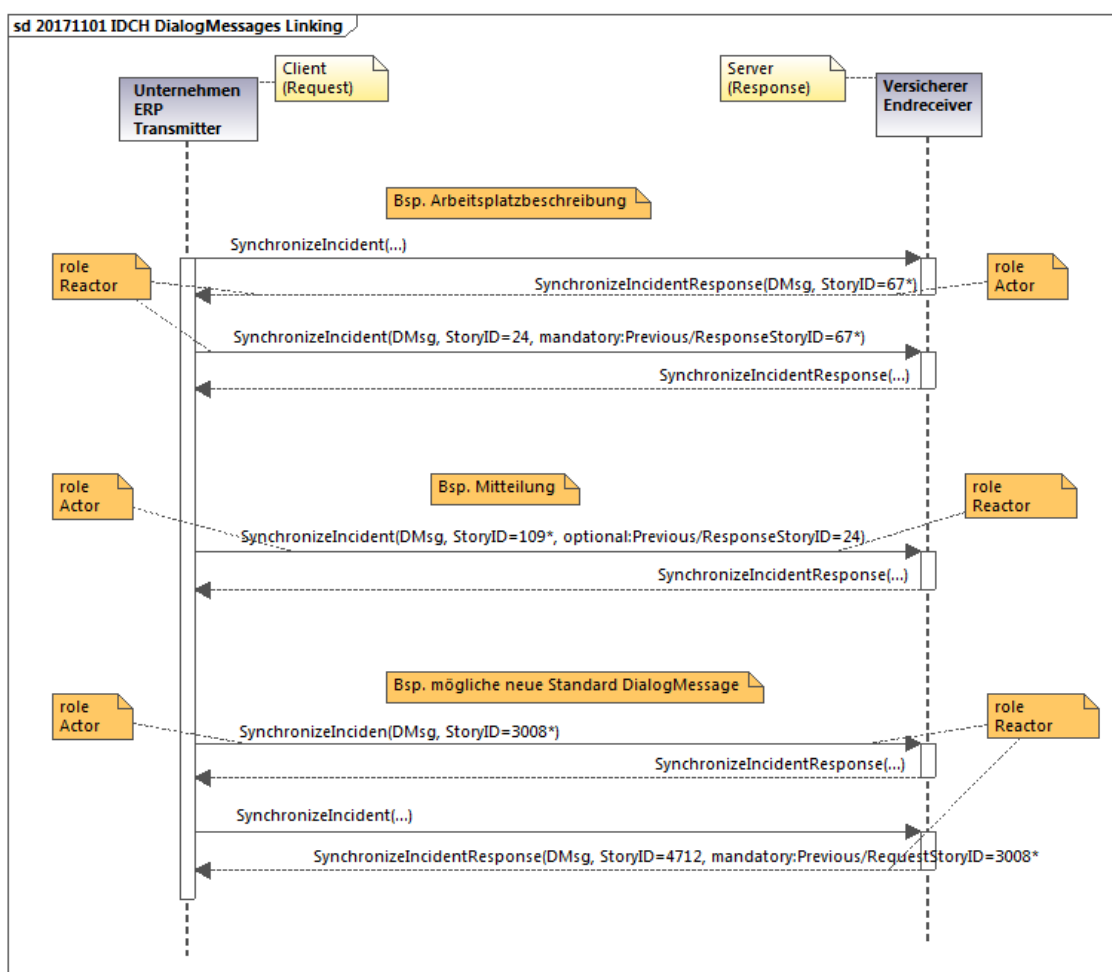 sd 20171101 IDCH DialogMessages Linking
Client
(Request)
Server
(Response)
Unternehmen
ERP
Transmitter
Versicherer
Endreceiver
Bsp. Arbeitsplatzbeschreibung
SynchronizeIncident(...)
role
Reactor
role
Actor
SynchronizeIncidentResponse(DMsg, StoryID=67*)
SynchronizeIncident(DMsg, StoryID=24, mandatory:Previous/ResponseStoryID=67*)
SynchronizeIncidentResponse(...)
role
Actor
Bsp. Mitteilung
role
Reactor
SynchronizeIncident(DMsg, StoryID=109*, optional:Previous/ResponseStoryID=24)
SynchronizeIncidentResponse(...)
Bsp. mögliche neue Standard DialogMessage
role
Actor
role
Reactor
SynchronizeInciden(DMsg, StoryID=3008*)
SynchronizeIncidentResponse(...)
SynchronizeIncident(...)
SynchronizeIncidentResponse(DMsg, StoryID=4712, mandatory:Previous/RequestStoryID=3008*